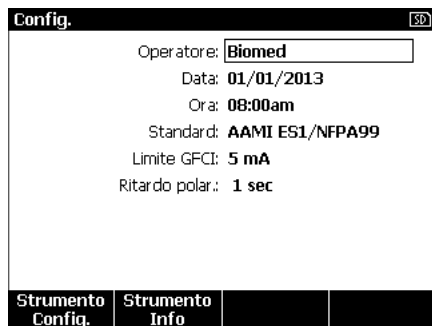 Config. SD
Operatore: Biomed
Data: 01/01/2013
Ora: 08:00am
Standard: AAMI ES1/NFPA99
Limite GFCI: 5 mA
Ritardo polar.: 1 sec
Strumento Config. Strumento Info